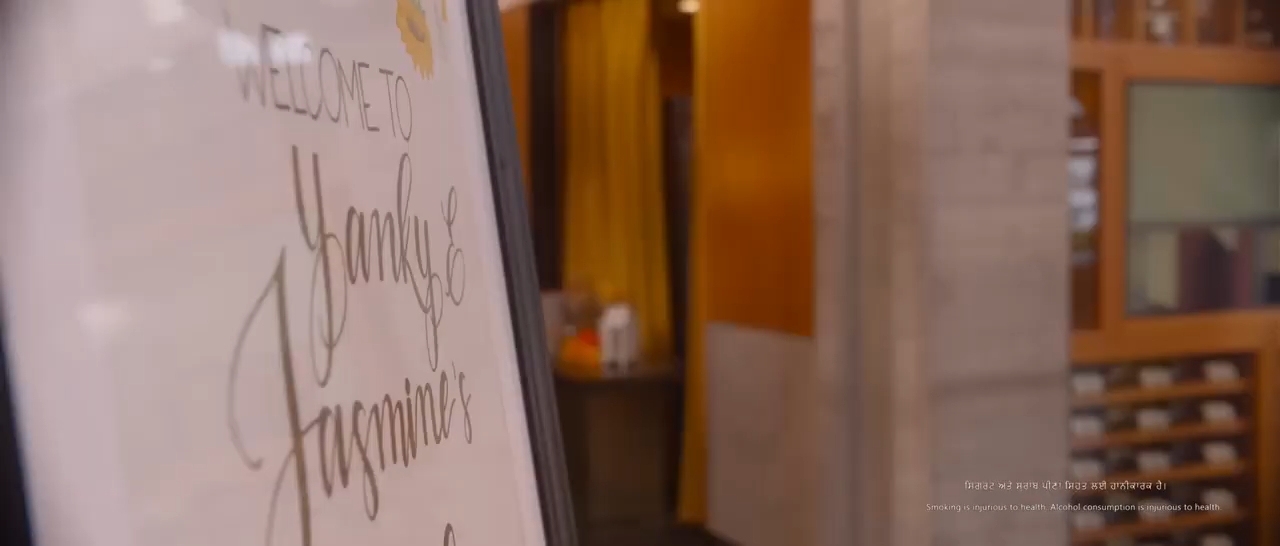 WELCOME TO
Yanky &
Jasmine's
ਸਿਗਰਟ ਅਤੇ ਸ਼ਰਾਬ ਪੀਣਾ ਸਿਹਤ ਲਈ ਹਾਨੀਕਾਰਕ ਹੈ।
Smoking is injurious to health. Alcohol consumption is injurious to health.